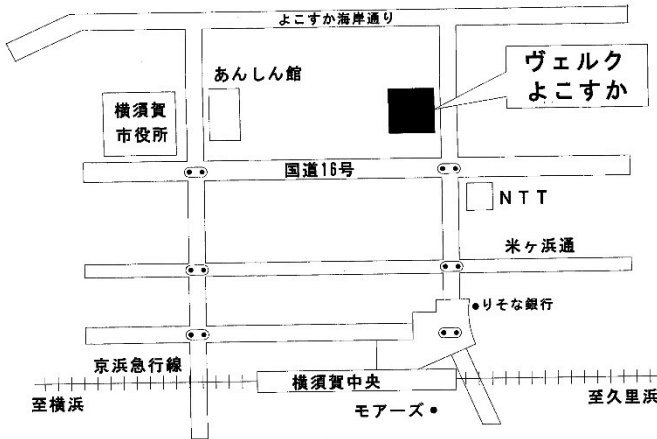 よこすか海岸通り
あんしん館
ヴェルク
よこすか
横須賀
市役所
国道16号
NTT
米ヶ浜通
りそな銀行
京浜急行線
横須賀中央
至横浜
至久里浜
モアーズ